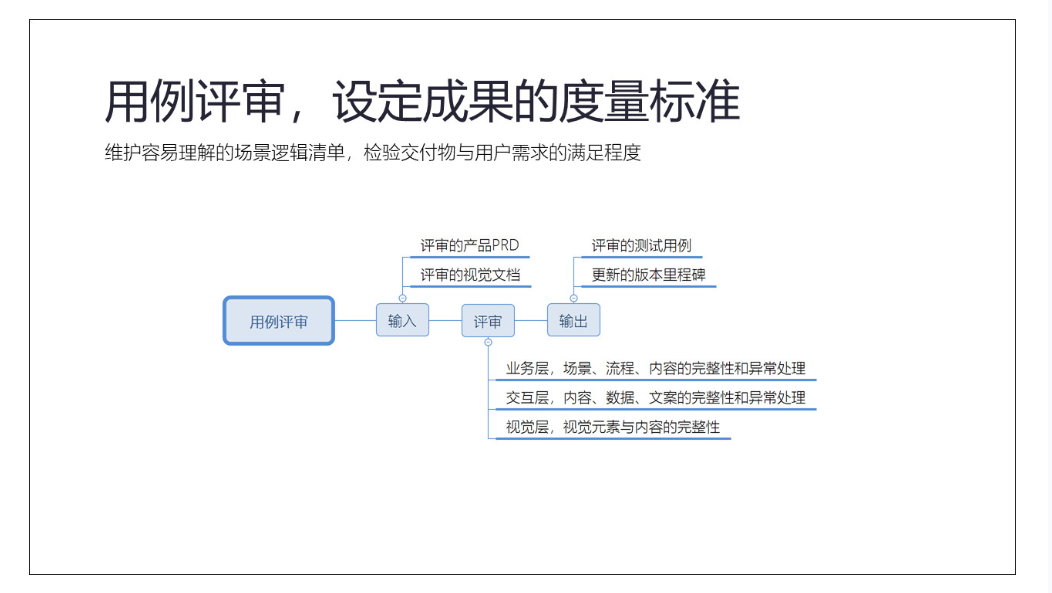 用例评审，设定成果的度量标准
维护容易理解的场景逻辑清单，检验交付物与用户需求的满足程度
评审的产品PRD
评审的视觉文档
评审的测试用例
更新的版本里程碑
用例评审
输入
评审
输出
业务层，场景、流程、内容的完整性和异常处理
交互层，内容、数据、文案的完整性和异常处理
视觉层，视觉元素与内容的完整性